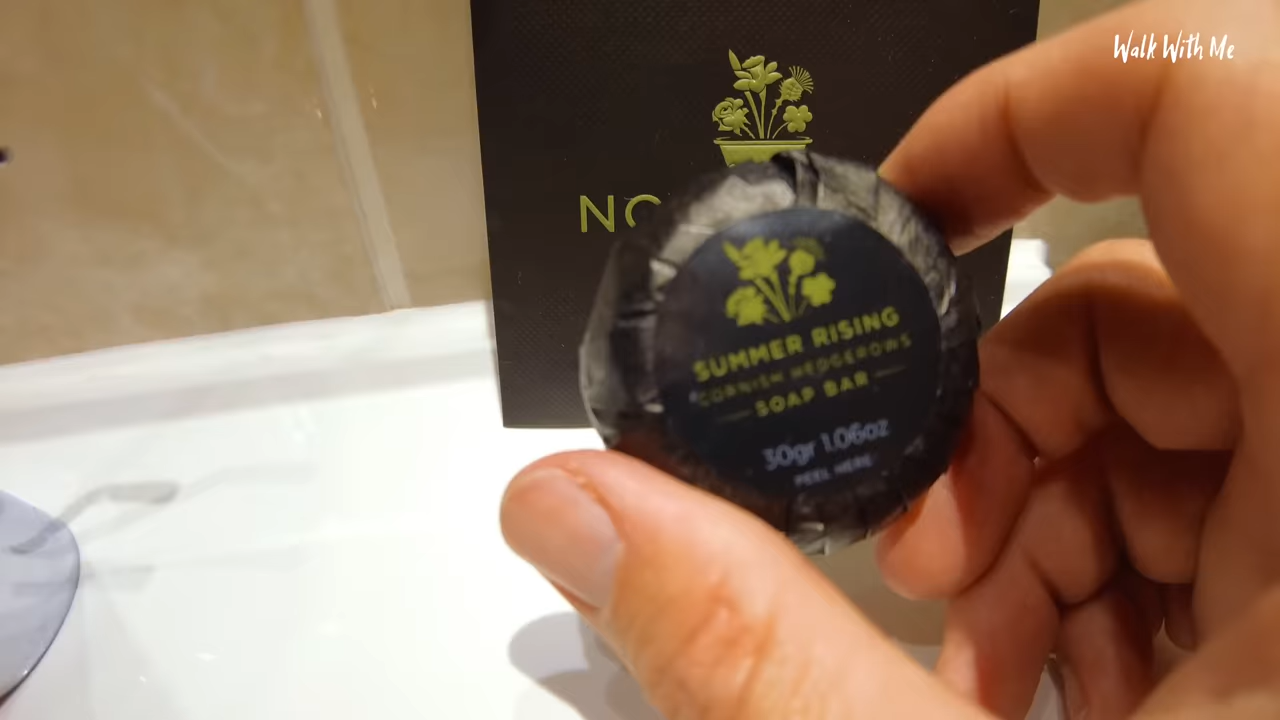 Walk With Me
NO
SUMMER RISING
CORNISH HEDGEROWS
SOAP BAR
30gr 1.06oz
PEEL HERE